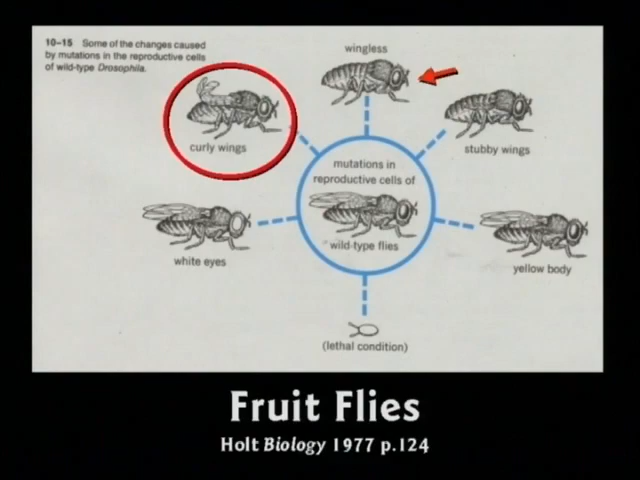 10–15 Some of the changes caused
by mutations in the reproductive cells
of wild-type Drosophila.
wingless
curly wings
stubby wings
mutations in
reproductive cells of
wild-type flies
white eyes
yellow body
(lethal condition)
Fruit Flies
Holt Biology 1977 p.124